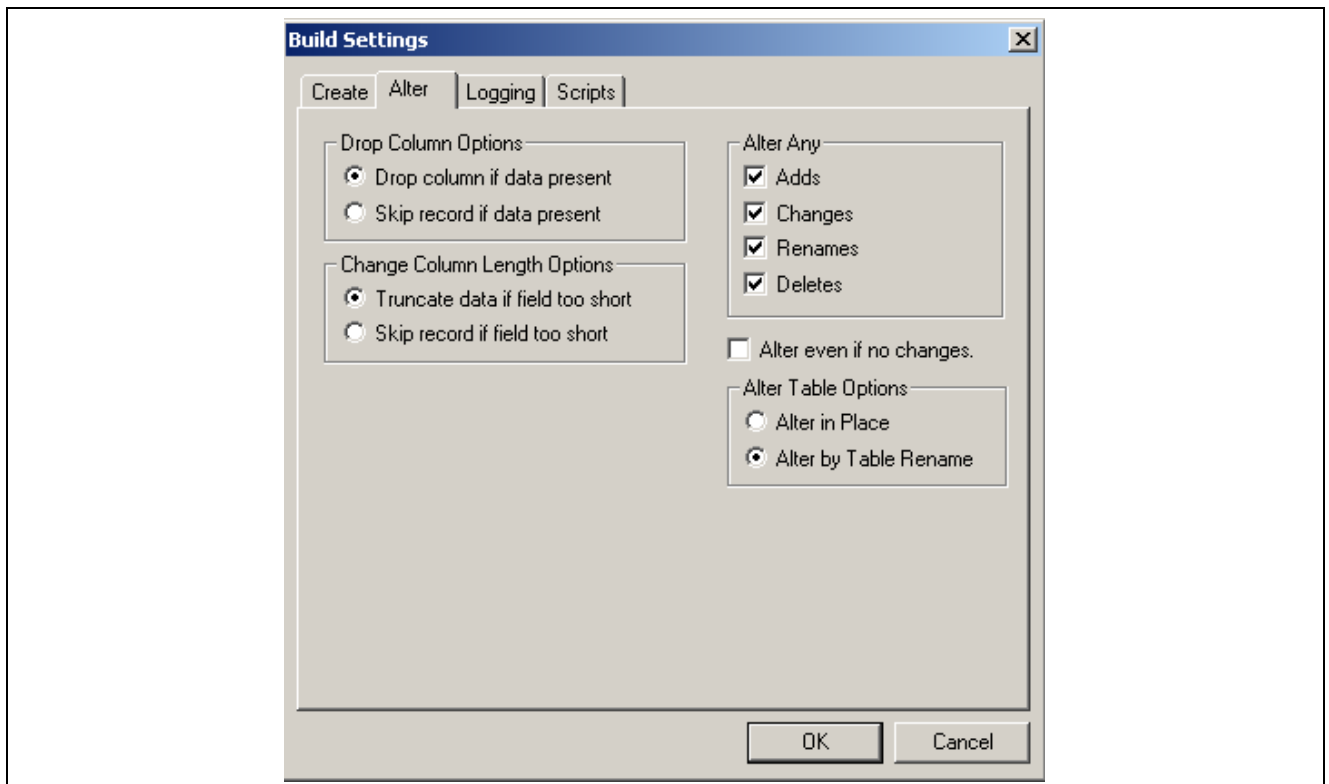 Build Settings
Create Alter Logging Scripts
Drop Column Options
Drop column if data present
Skip record if data present
Change Column Length Options
Truncate data if field too short
Skip record if field too short
Alter Any
Adds
Changes
Renames
Deletes
Alter even if no changes.
Alter Table Options
Alter in Place
Alter by Table Rename
OK Cancel